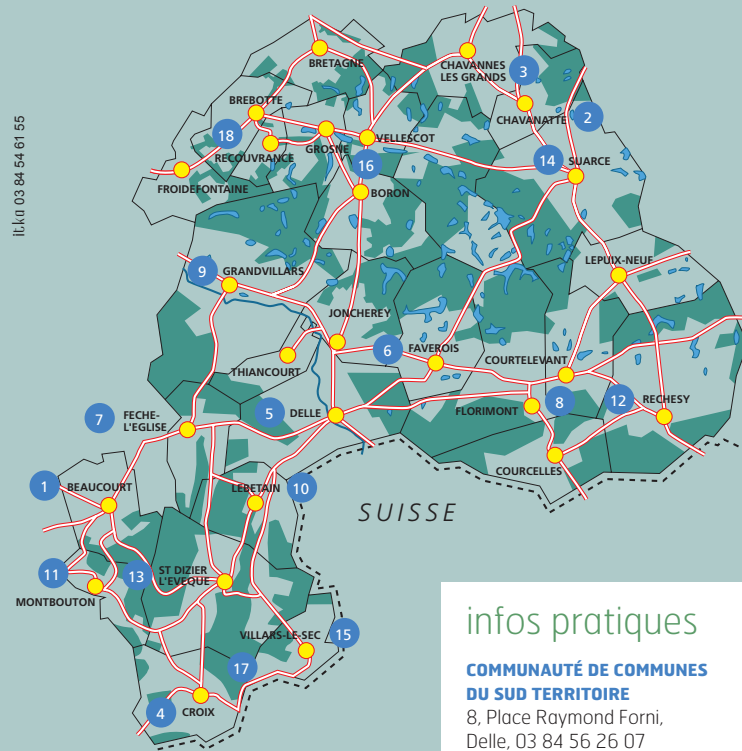 it.ka 03 84 54 61 55
BRETAGNE
CHAVANNES
LES GRANDS
3
BREBOTTE
CHAVANATTE
2
18
GROSNE
VELLESCOT
RECOUVRANCE
16
14
SUARCE
FROIDEFONTAINE
BORON
9
GRANDVILLARS
LEPUIX-NEUF
JONCHEREY
6
FAVEROIS
THIANCOURT
COURTELEVANT
5
DELLE
7
FECHE-
L'EGLISE
FLORIMONT
8
12
RECHESY
COURCELLES
1
BEAUCOURT
LEBETAIN
10
SUISSE
11
13
ST DIZIER
L'EVEQUE
MONTBOUTON
VILLARS-LE-SEC
15
17
4
CROIX
infos pratiques
COMMUNAUTÉ DE COMMUNES
DU SUD TERRITOIRE
8, Place Raymond Forni,
Delle, 03 84 56 26 07